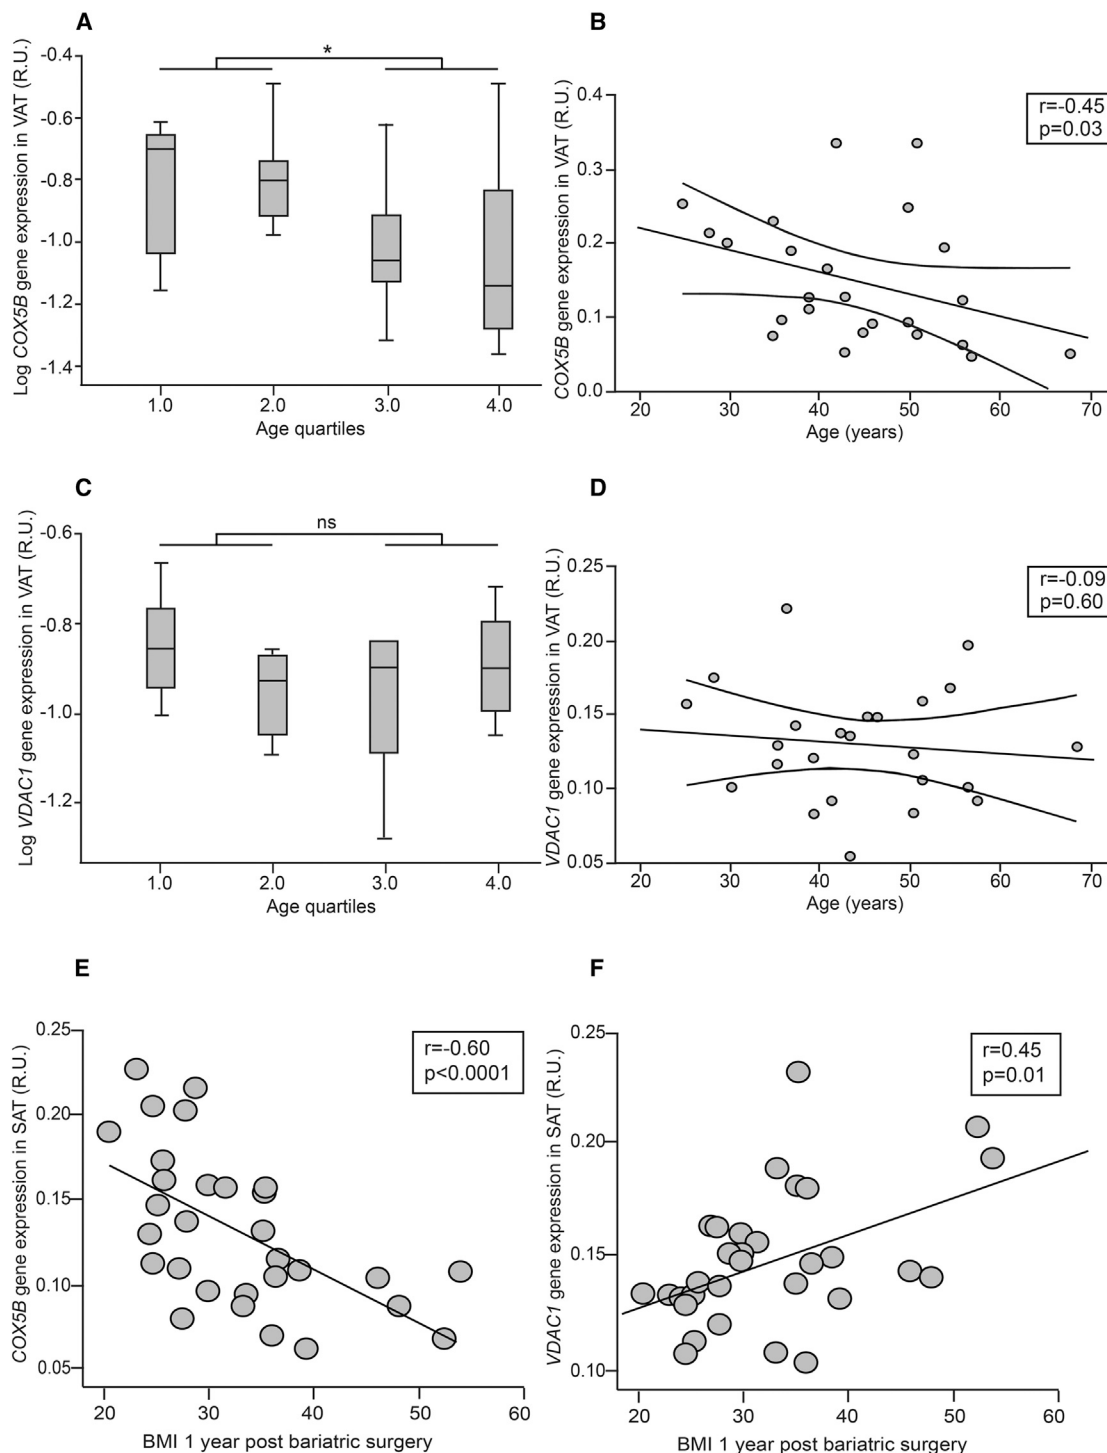 A
Log COX5B gene expression in VAT (R.U.)
-0.4
-0.6
-0.8
-1.0
-1.2
-1.4
*
1.0 2.0 3.0 4.0
Age quartiles
B
COX5B gene expression in VAT (R.U.)
0.4
0.3
0.2
0.1
0.0
r=-0.45
p=0.03
20 30 40 50 60 70
Age (years)
C
Log VDAC1 gene expression in VAT (R.U.)
-0.6
-0.8
-1.0
-1.2
ns
1.0 2.0 3.0 4.0
Age quartiles
D
VDAC1 gene expression in VAT (R.U.)
0.25
0.20
0.15
0.10
0.05
r=-0.09
p=0.60
20 30 40 50 60 70
Age (years)
E
COX5B gene expression in SAT (R.U.)
0.25
0.20
0.15
0.10
0.05
r=-0.60
p<0.0001
20 30 40 50 60
BMI 1 year post bariatric surgery
F
VDAC1 gene expression in SAT (R.U.)
0.25
0.20
0.15
0.10
r=0.45
p=0.01
20 30 40 50 60
BMI 1 year post bariatric surgery